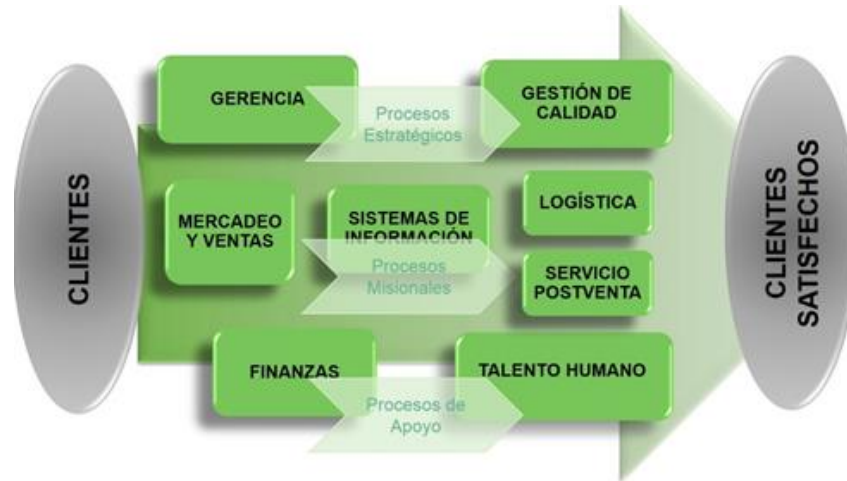 CLIENTES
GERENCIA
Procesos
Estratégicos
GESTIÓN DE
CALIDAD
MERCADEO
Y VENTAS
SISTEMAS DE
INFORMACIÓN
Procesos
Misionales
LOGÍSTICA
SERVICIO
POSTVENTA
FINANZAS
Procesos de
Apoyo
TALENTO HUMANO
CLIENTES
SATISFECHOS